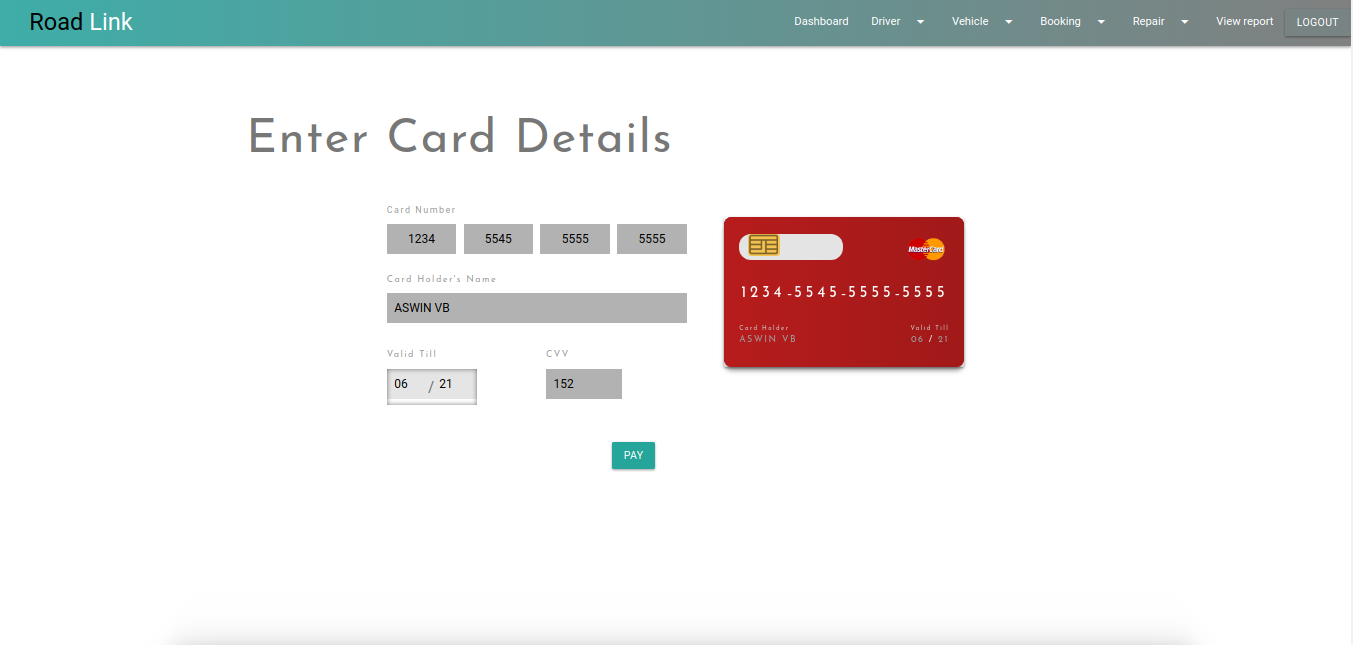 Road Link
Dashboard Driver Vehicle Booking Repair View report LOGOUT
Enter Card Details
Card Number
1234 5545 5555 5555
Card Holder's Name
ASWIN VB
Valid Till CVV
06 / 21 152
PAY
MasterCard
1234-5545-5555-5555
Card Holder Valid Till
ASWIN VB 06 / 21